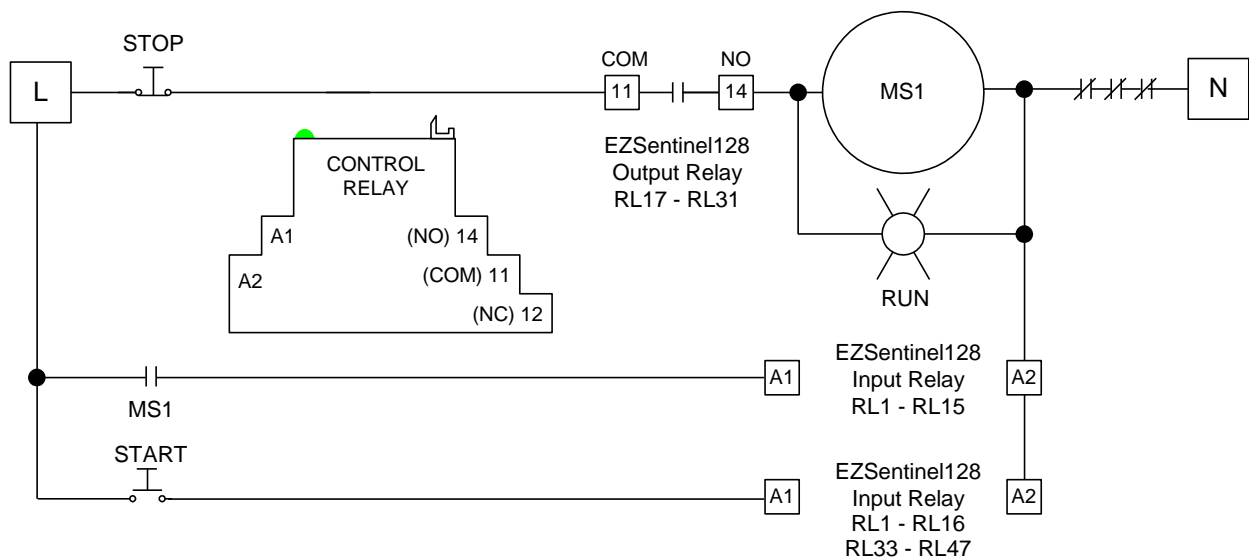 STOP
L
COM
11
NO
14
MS1
N
EZSentinel128
Output Relay
RL17 - RL31
CONTROL
RELAY
A1
A2
(NO) 14
(COM) 11
(NC) 12
RUN
MS1
A1
EZSentinel128
Input Relay
RL1 - RL15
A2
START
A1
EZSentinel128
Input Relay
RL1 - RL16
RL33 - RL47
A2